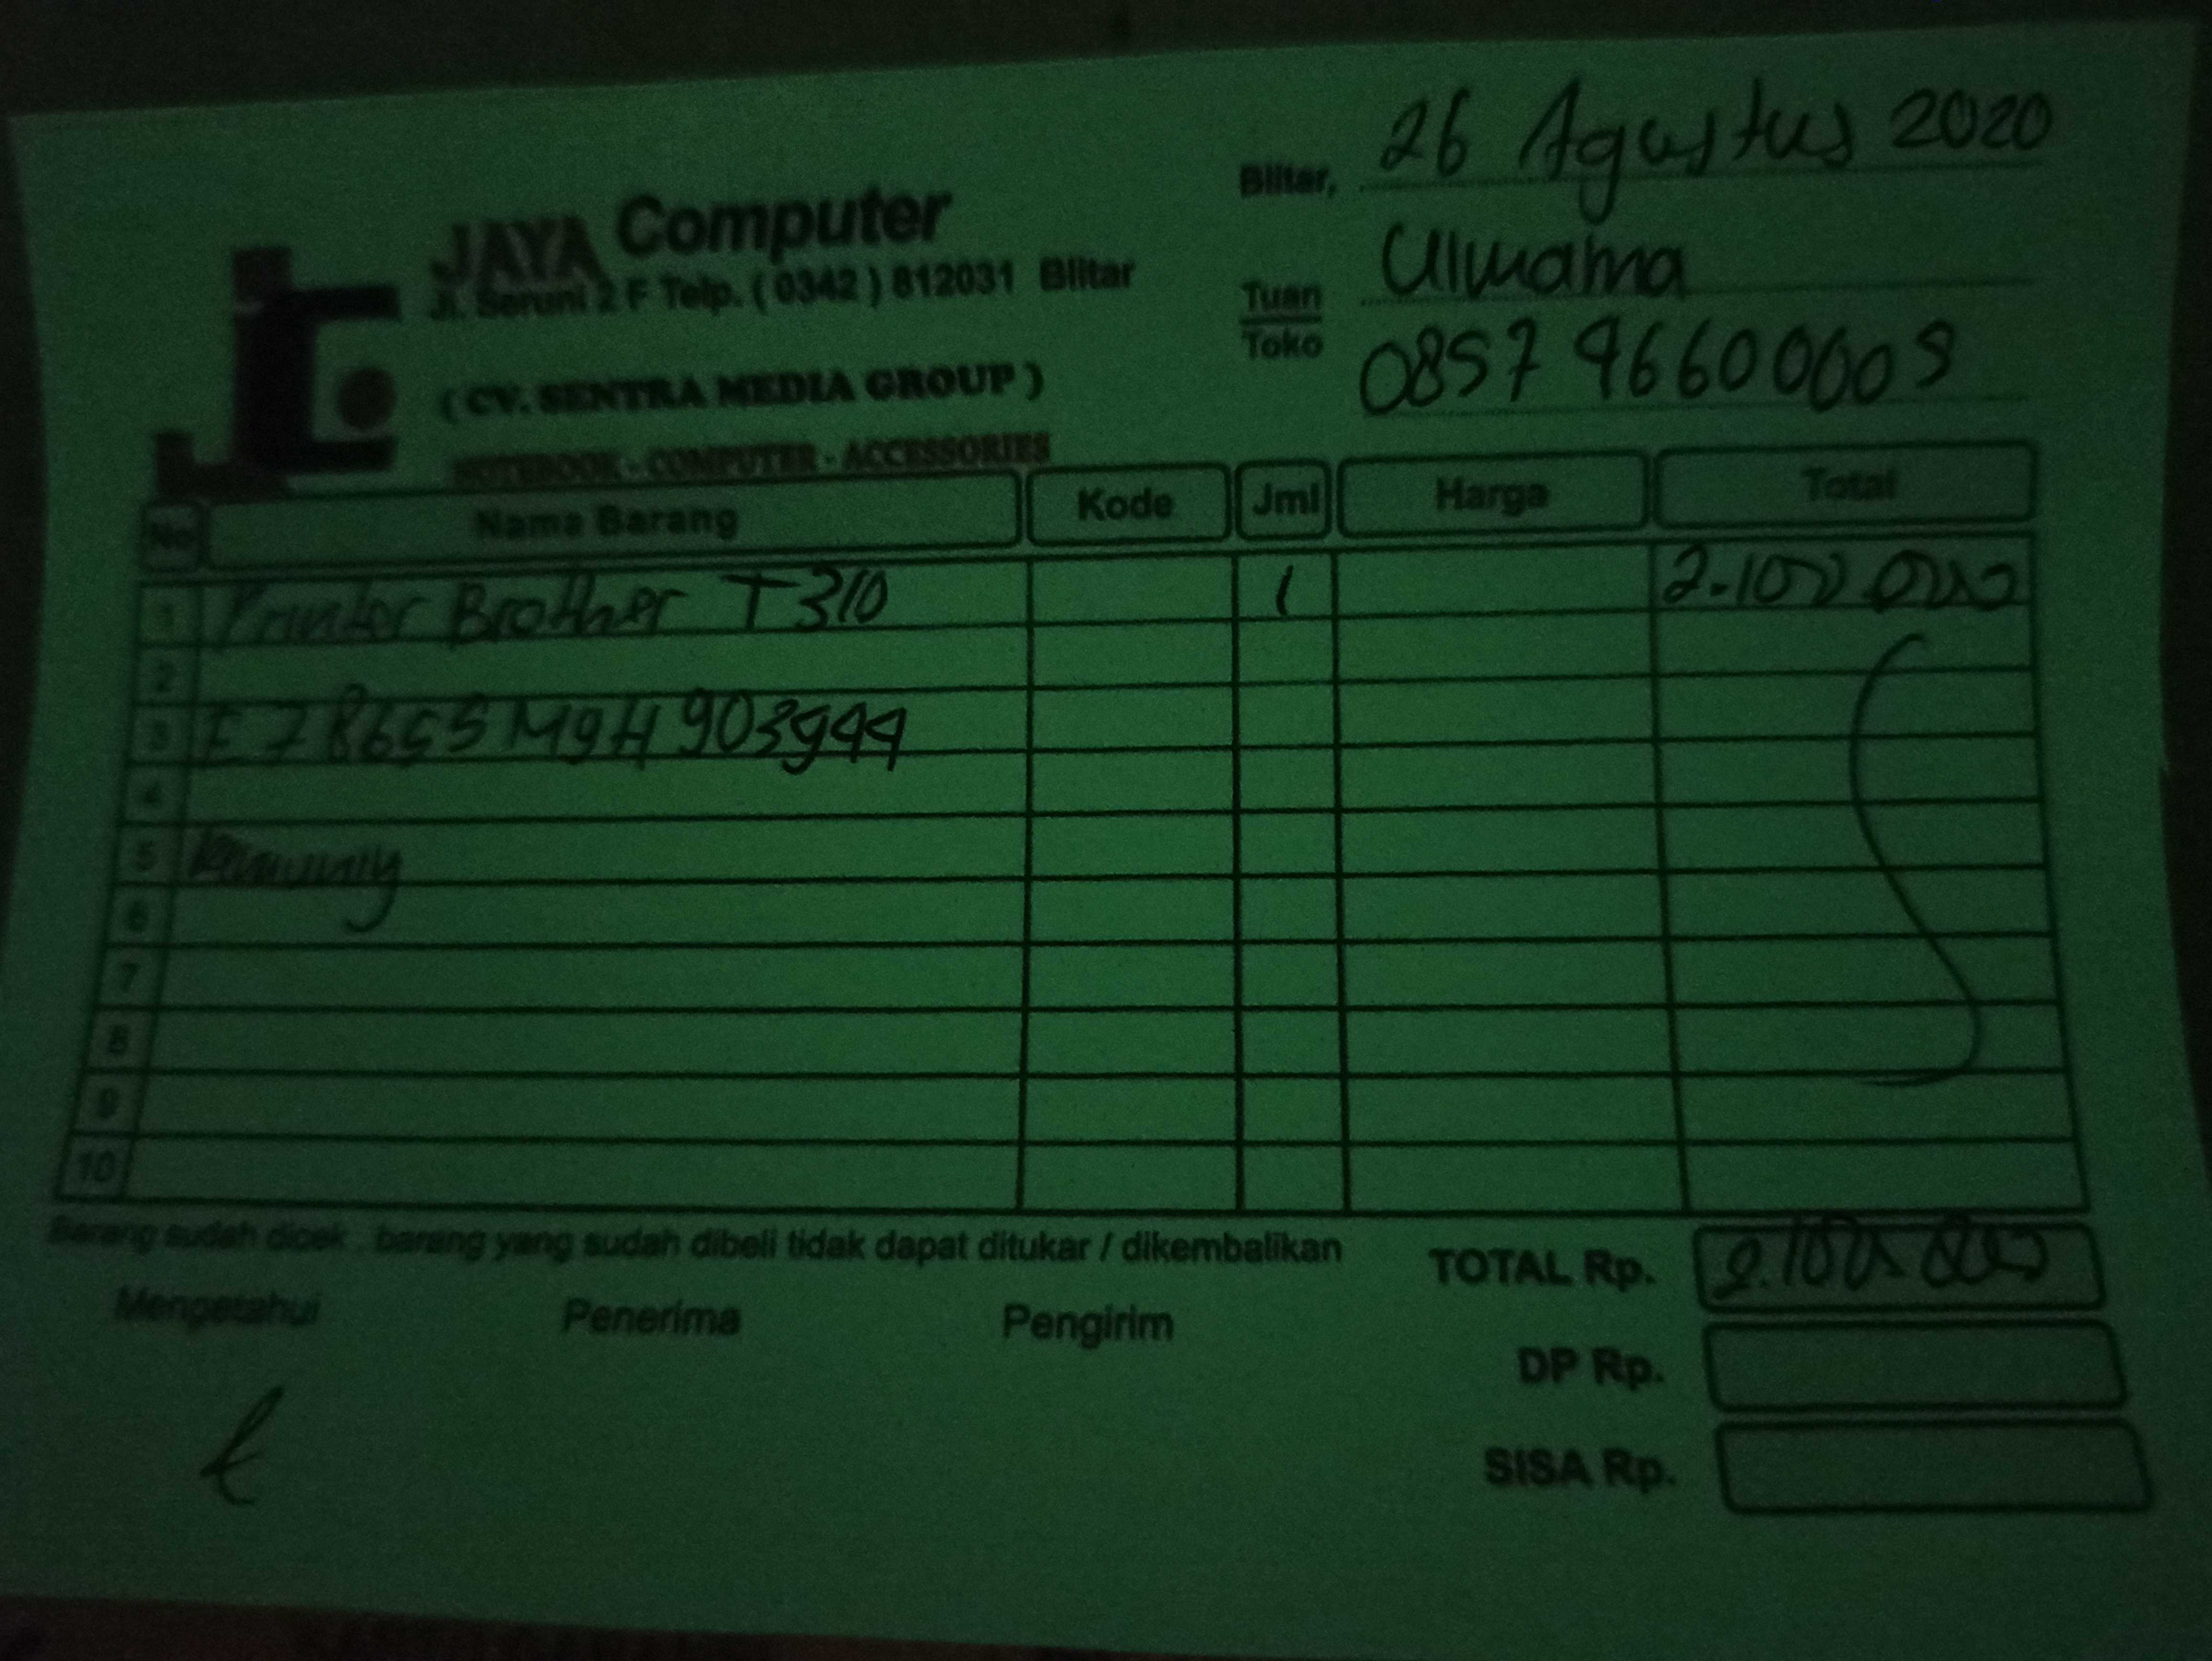 JAYA Computer
Jl. Seruni 2 F Telp. ( 0342 ) 812031 Blitar
( CV. SENTRA MEDIA GROUP )
NOTEBOOK - COMPUTER - ACCESSORIES
Blitar, 26 Agustus 2020
Tuan
Toko
Ulwahna
0857
No Nama Barang Kode Jml Harga Total
1 Printer Brother T310 1 2.100.000
2
3
4
5
6
7
8
9
10
Barang sudah dicek , barang yang sudah dibeli tidak dapat ditukar / dikembalikan
Mengetahui Penerima Pengirim
TOTAL Rp. 2.100.000
DP Rp.
SISA Rp.